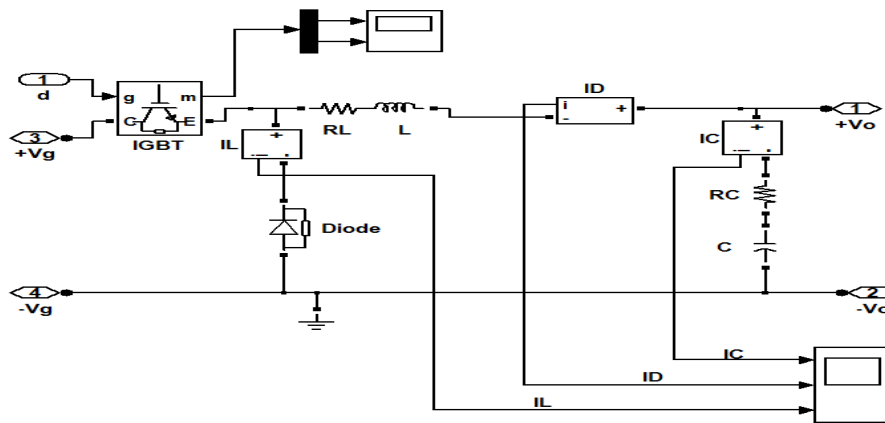 1
d
g
m
C
E
IGBT
3
+Vg
RL
L
+
IL
i
-
ID
i
+
-
1
+Vo
+
IC
i
-
RC
C
Diode
4
-Vg
2
-Vo
IC
ID
IL